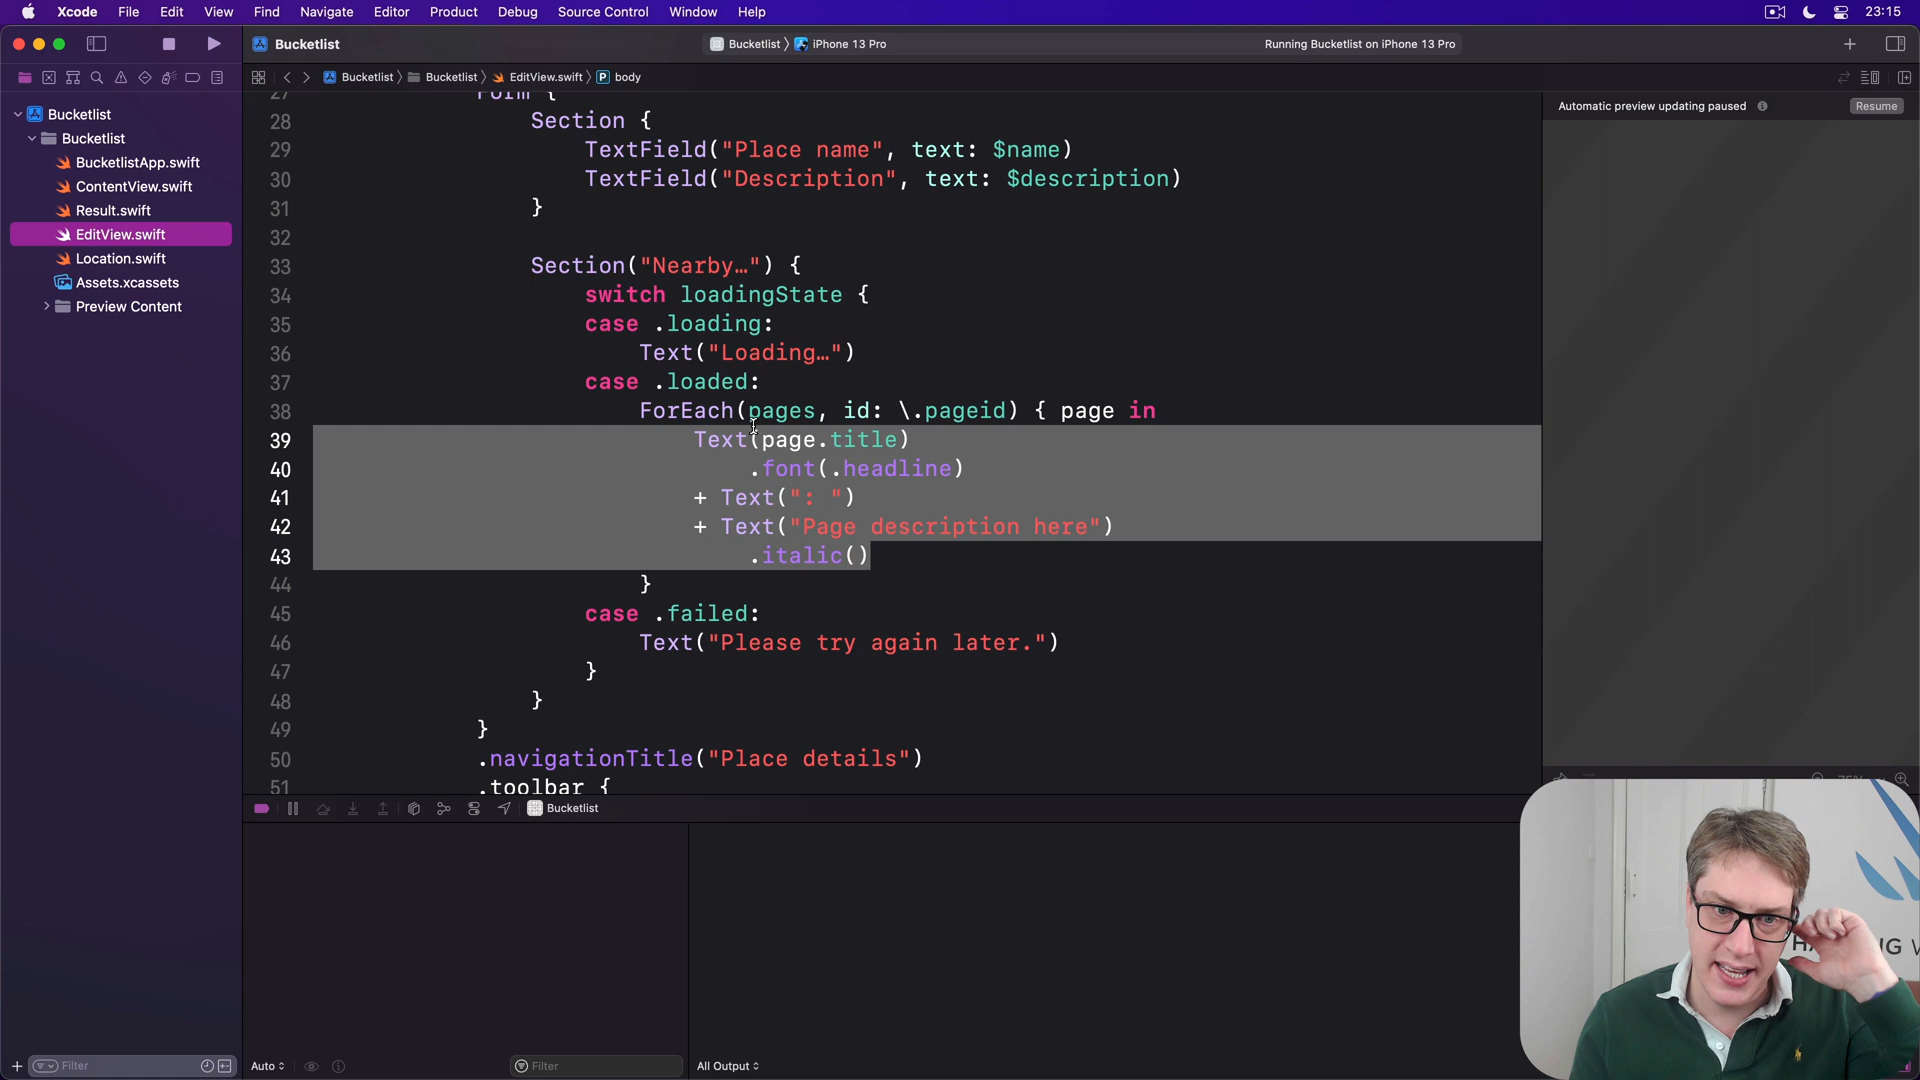 Xcode File Edit View Find Navigate Editor Product Debug Source Control Window Help 23:15
Bucketlist Bucketlist iPhone 13 Pro Running Bucketlist on iPhone 13 Pro
Bucketlist Bucketlist EditView.swift P body
Automatic preview updating paused Resume
Bucketlist
Bucketlist
BucketlistApp.swift
ContentView.swift
Result.swift
EditView.swift
Location.swift
Assets.xcassets
Preview Content
27 Form {
28 Section {
29 TextField("Place name", text: $name)
30 TextField("Description", text: $description)
31 }
32
33 Section("Nearby…") {
34 switch loadingState {
35 case .loading:
36 Text("Loading…")
37 case .loaded:
38 ForEach(pages, id: \.pageid) { page in
39 Text(page.title)
40 .font(.headline)
41 + Text(": ")
42 + Text("Page description here")
43 .italic()
44 }
45 case .failed:
46 Text("Please try again later.")
47 }
48 }
49 }
50 .navigationTitle("Place details")
51 .toolbar {
Bucketlist
Filter Auto Filter All Output